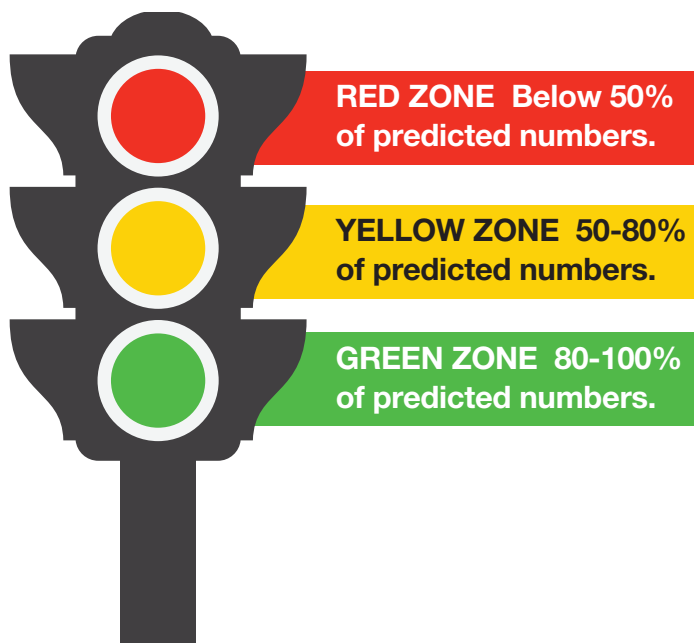 RED ZONE  Below 50%
of predicted numbers.
YELLOW ZONE  50-80%
of predicted numbers.
GREEN ZONE  80-100%
of predicted numbers.